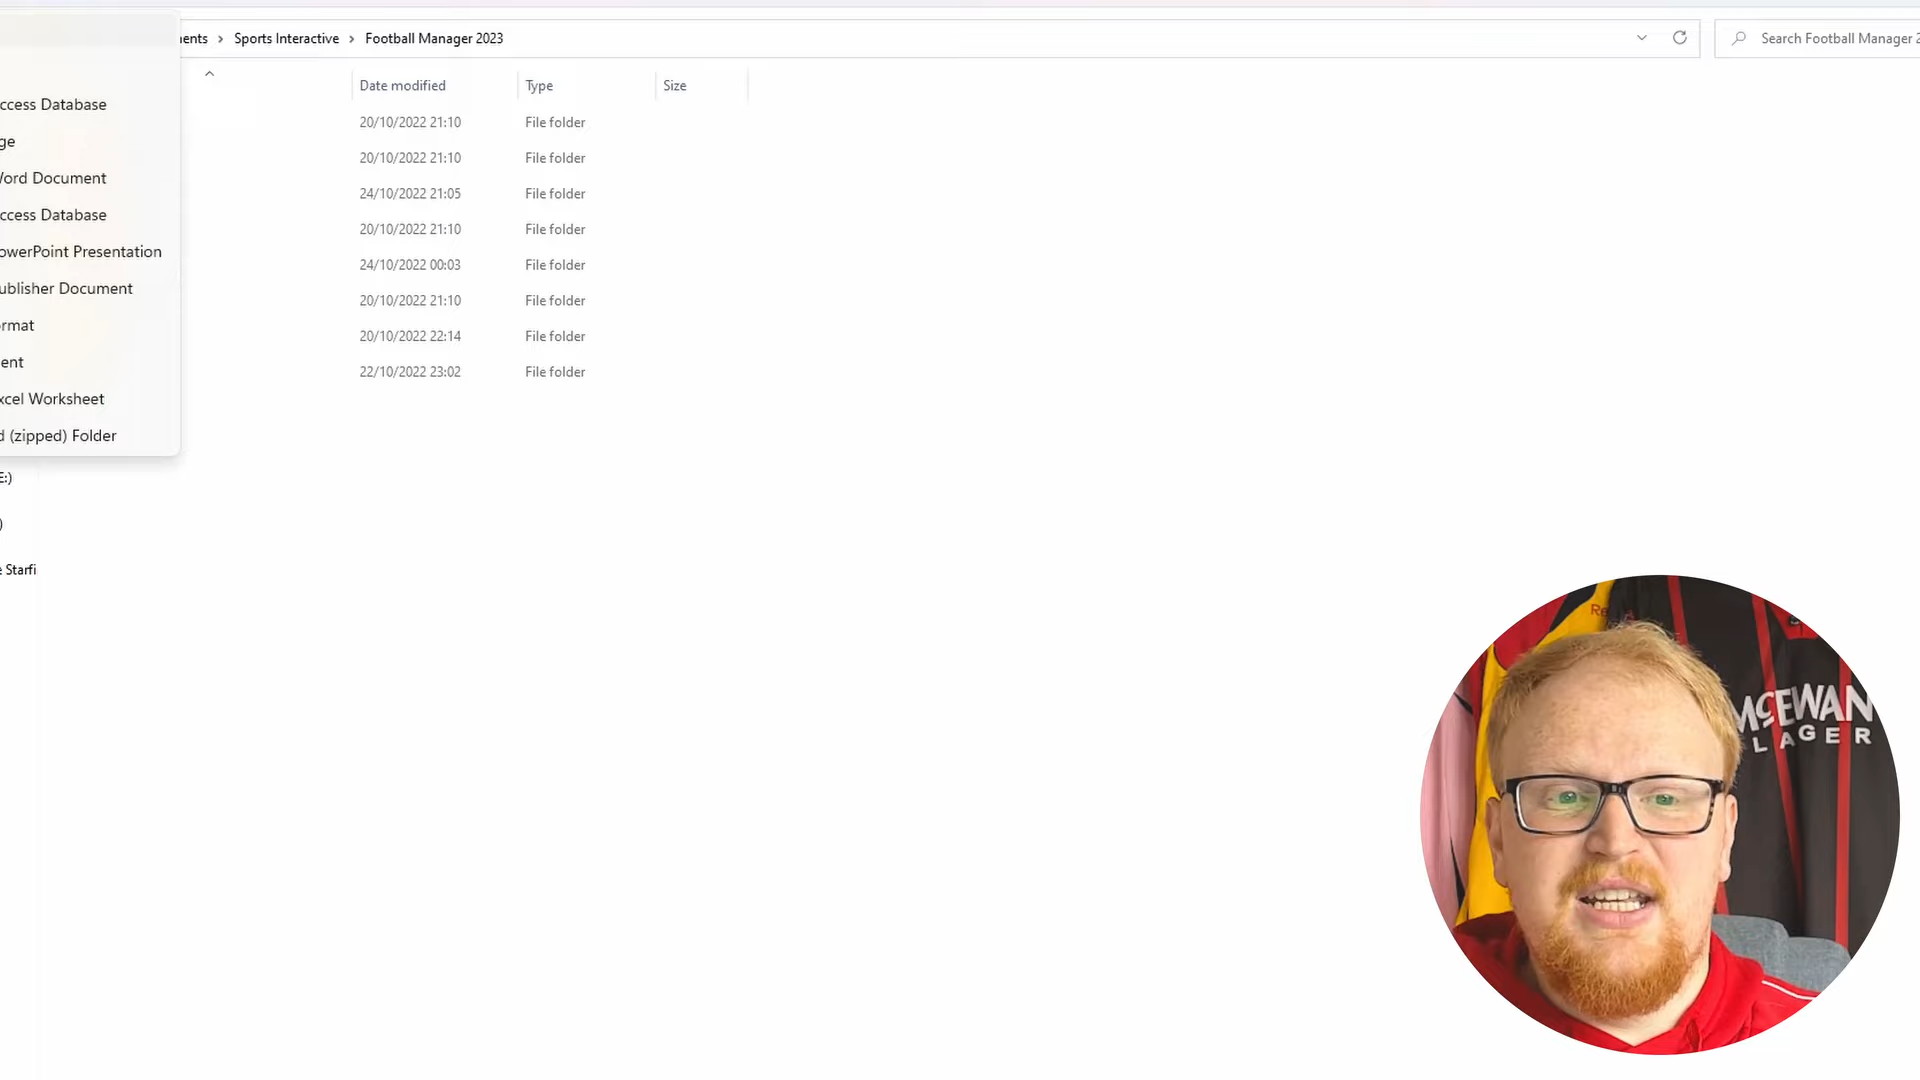 ents › Sports Interactive › Football Manager 2023
Search Football Manager 2
Date modified Type Size
20/10/2022 21:10 File folder
20/10/2022 21:10 File folder
24/10/2022 21:05 File folder
20/10/2022 21:10 File folder
24/10/2022 00:03 File folder
20/10/2022 21:10 File folder
20/10/2022 22:14 File folder
22/10/2022 23:02 File folder
ccess Database
ge
Word Document
ccess Database
owerPoint Presentation
ublisher Document
ormat
ent
xcel Worksheet
d (zipped) Folder
E:)
)
e Starfi
McEWAN
LAGER